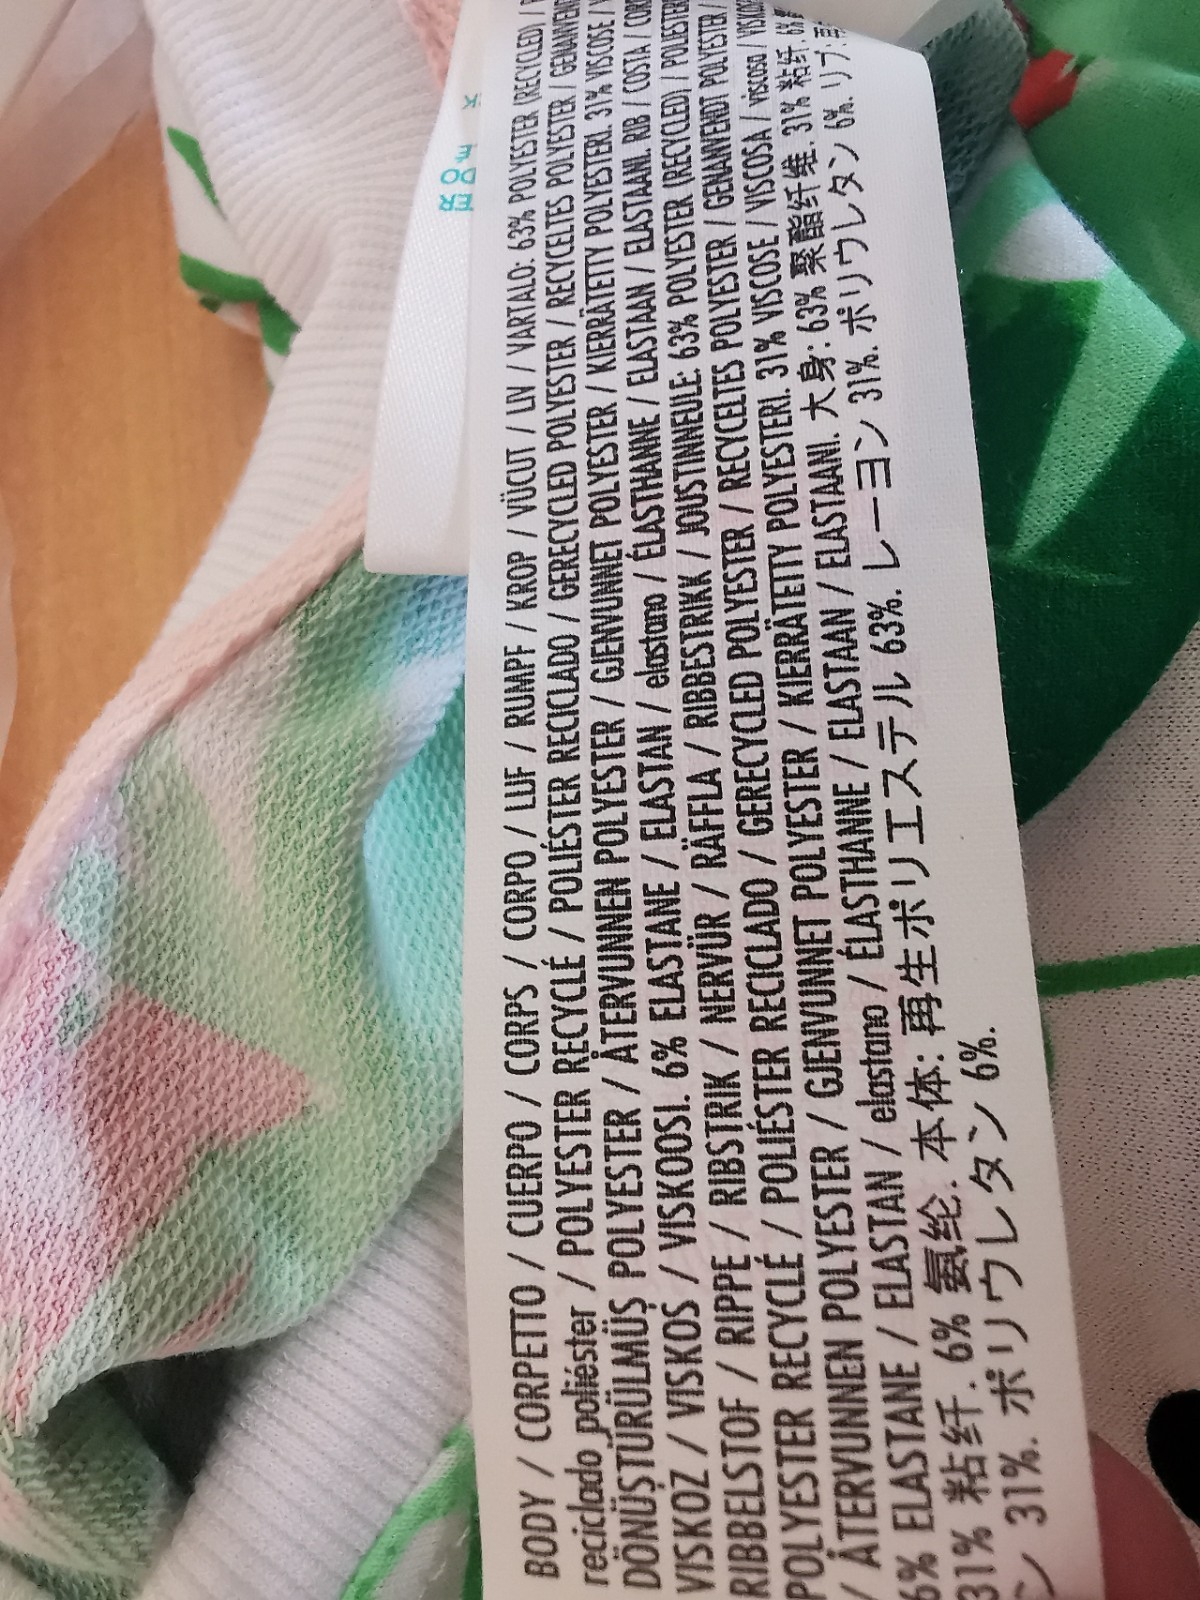 BODY / CORPETTO / CUERPO / CORPS / CORPO / LIJF / RUMPF / KROP / VÜCUT / LIV / VARTALO: 63% POLYESTER (RECYCLED) /
reciclado poliéster / POLYESTER RECYCLÉ / POLIÉSTER RECICLADO / GERECYCLED POLYESTER / RECYCELTES POLYESTER / GENANVENDT
DÖNÜŞTÜRÜLMÜŞ POLYESTER / ÅTERVUNNEN POLYESTER / GJENVUNNET POLYESTER / KIERRÄTETTY POLYESTERI. 31% VISCOSE /
VISKOZ / VISKOS / VISKOOSI. 6% ELASTANE / ELASTAN / elastano / ÉLASTHANNE / ELASTAAN / ELASTAANI. RIB / COSTA /
RIBBELSTOF / RIPPE / RIBSTRIK / NERVÜR / RÄFFLA / RIBBESTRIKK / JOUSTINNEULE: 63% POLYESTER (RECYCLED) /
POLYESTER RECYCLÉ / POLIÉSTER RECICLADO / GERECYCLED POLYESTER / RECYCELTES POLYESTER / GENANVENDT POLYESTER /
/ ÅTERVUNNEN POLYESTER / GJENVUNNET POLYESTER / KIERRÄTETTY POLYESTERI. 31% VISCOSE / VISCOSA / VISCOSO /
6% ELASTANE / ELASTAN / elastano / ÉLASTHANNE / ELASTAAN / ELASTAANI. 大身: 63% 聚酯纤维. 31% 粘纤. 6%
31% 粘纤. 6% 氨纶. 本体: 再生ポリエステル 63%. レーヨン 31%. ポリウレタン 6%. リブ: 再
ン 31%. ポリウレタン 6%.